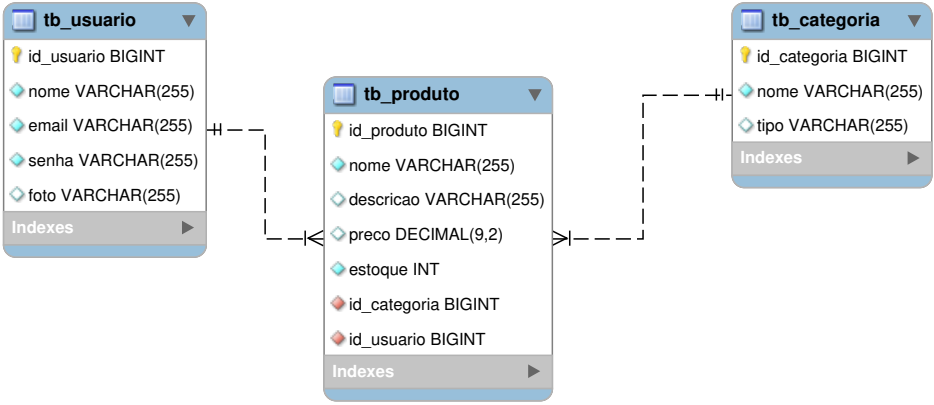 tb_usuario
id_usuario BIGINT
nome VARCHAR(255)
email VARCHAR(255)
senha VARCHAR(255)
foto VARCHAR(255)
Indexes
tb_produto
id_produto BIGINT
nome VARCHAR(255)
descricao VARCHAR(255)
preco DECIMAL(9,2)
estoque INT
id_categoria BIGINT
id_usuario BIGINT
Indexes
tb_categoria
id_categoria BIGINT
nome VARCHAR(255)
tipo VARCHAR(255)
Indexes